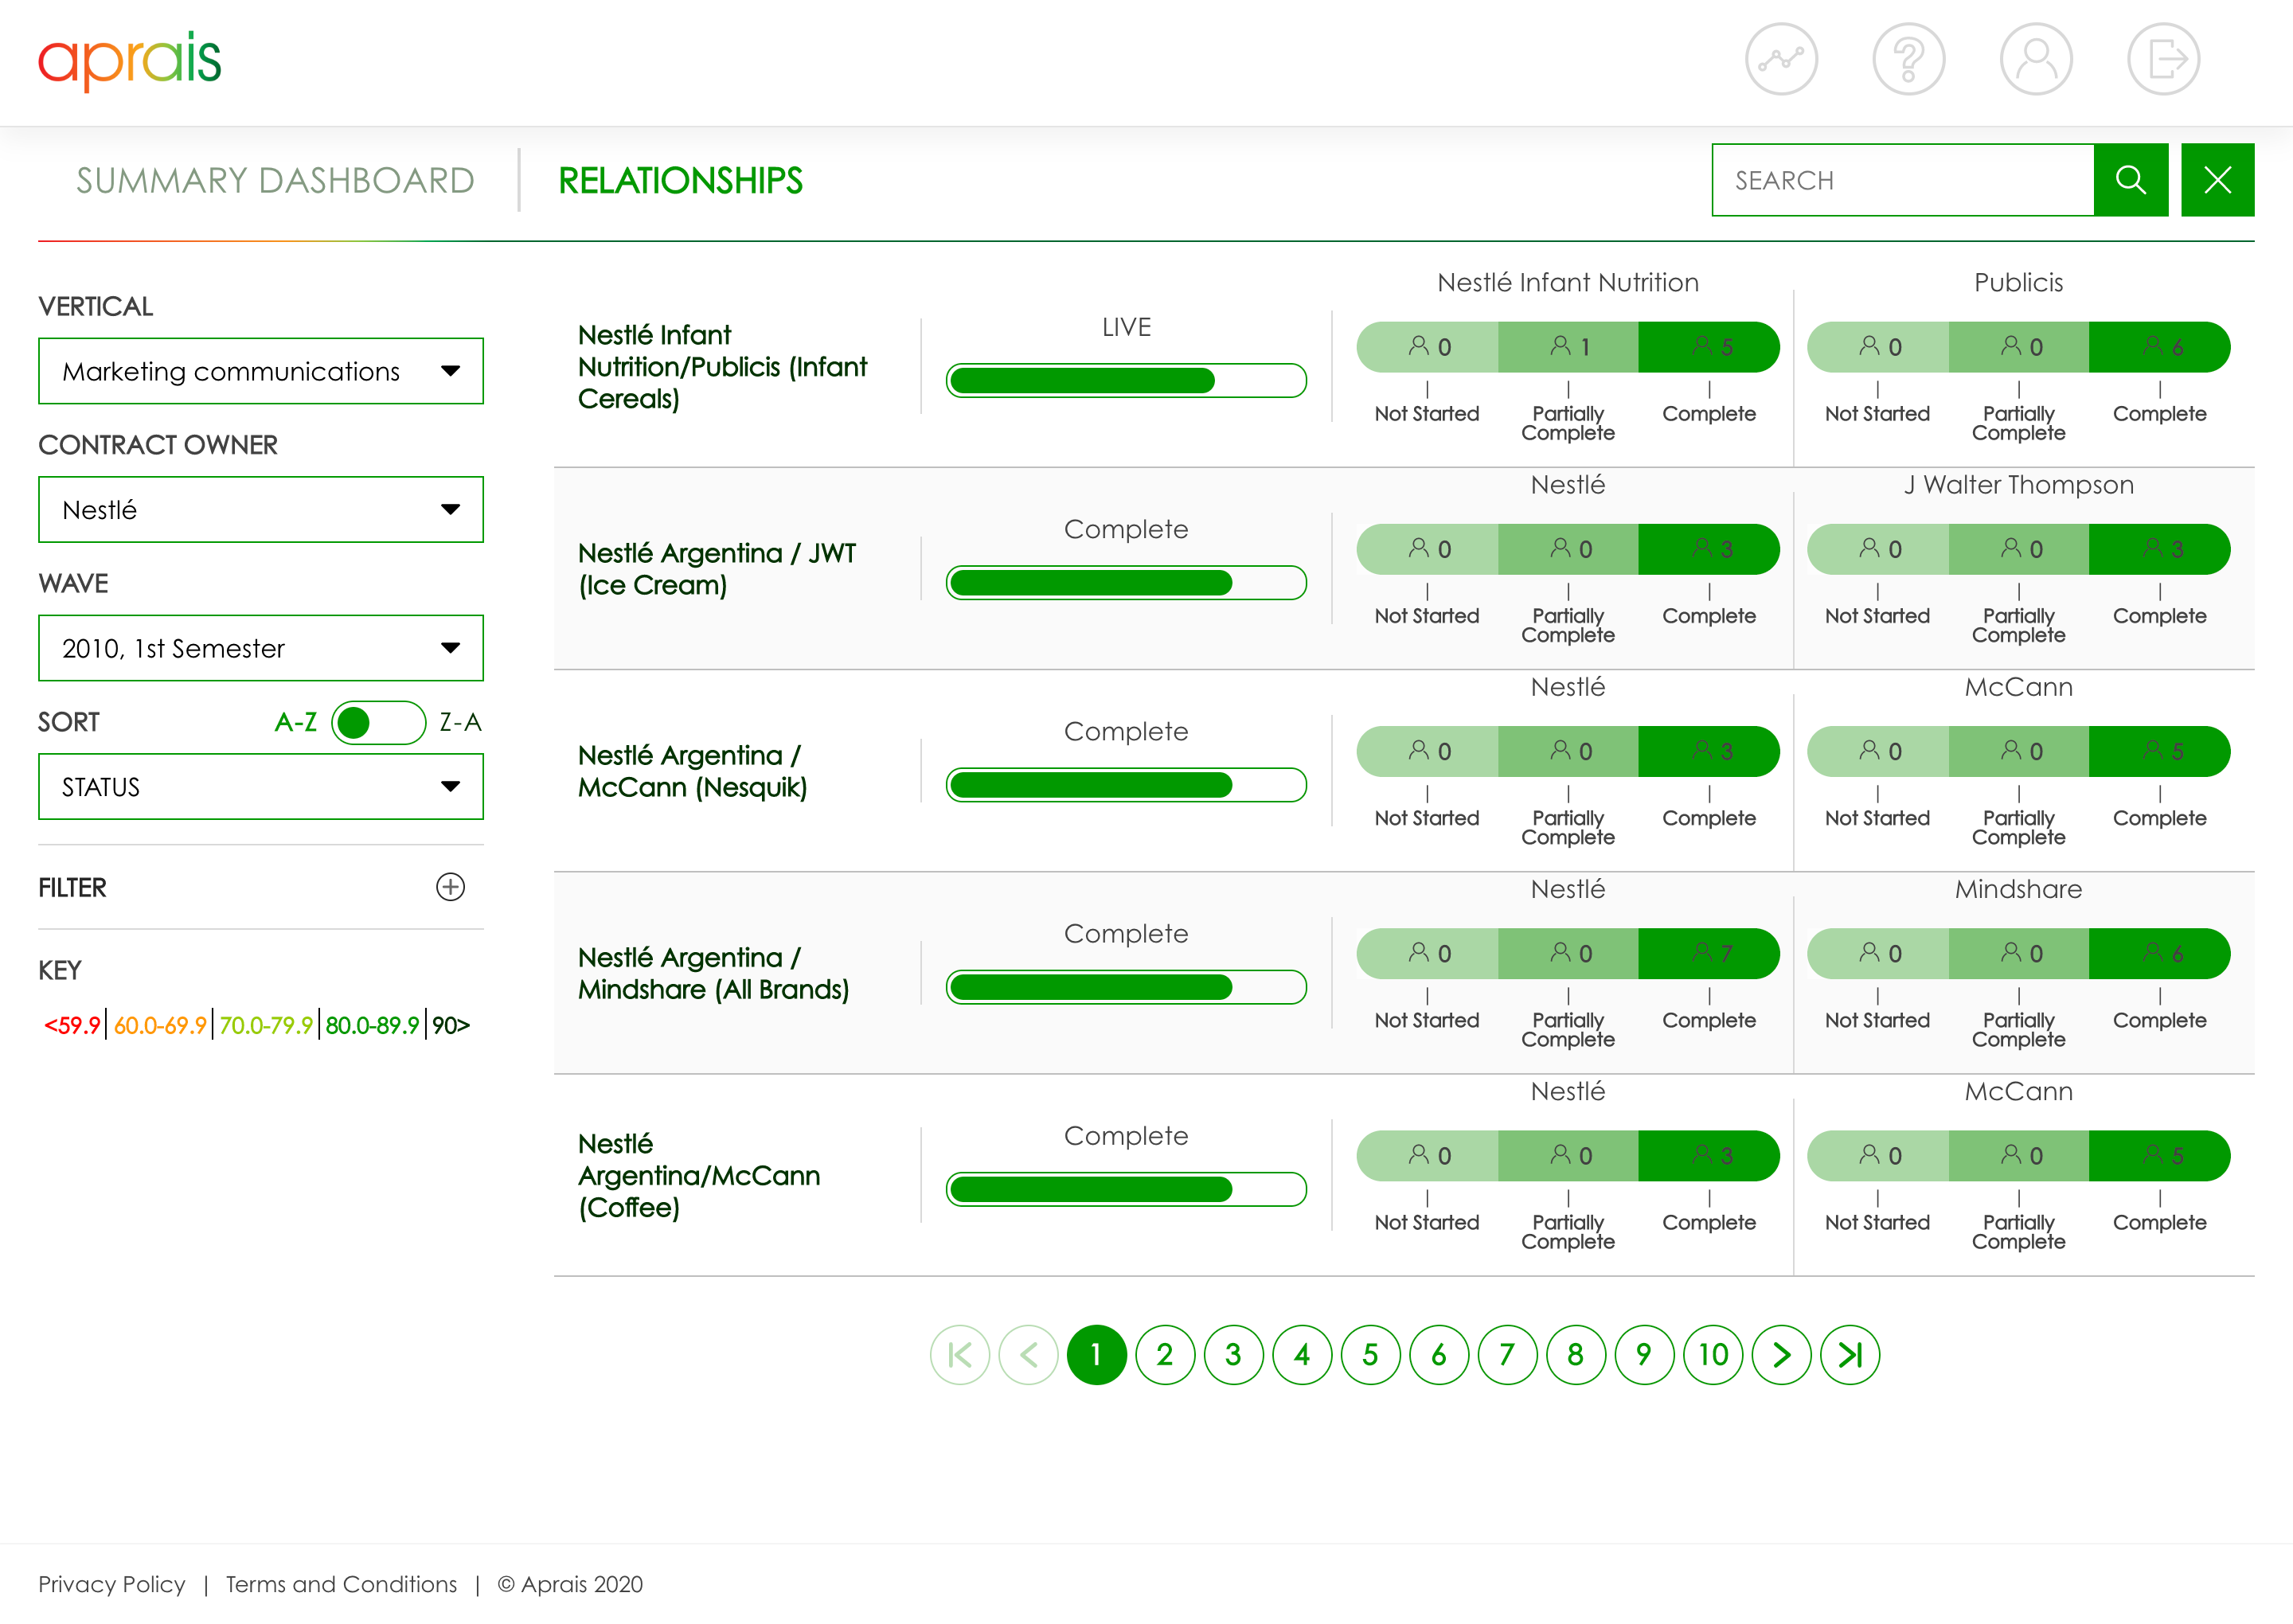 aprais
SUMMARY DASHBOARD
RELATIONSHIPS
SEARCH
VERTICAL
Marketing communications
CONTRACT OWNER
Nestlé
WAVE
2010, 1st Semester
SORT A-Z Z-A
STATUS
FILTER
KEY
<59.9 60.0-69.9 70.0-79.9 80.0-89.9 90>
Nestlé Infant
Nutrition/Publicis (Infant
Cereals)
LIVE
Nestlé Infant Nutrition
0 1 5
Not Started Partially Complete
Complete
Publicis
0 0 6
Not Started Partially Complete
Complete
Nestlé Argentina / JWT
(Ice Cream)
Complete
Nestlé
0 0 3
Not Started Partially Complete
Complete
J Walter Thompson
0 0 3
Not Started Partially Complete
Complete
Nestlé Argentina /
McCann (Nesquik)
Complete
Nestlé
0 0 3
Not Started Partially Complete
Complete
McCann
0 0 5
Not Started Partially Complete
Complete
Nestlé Argentina /
Mindshare (All Brands)
Complete
Nestlé
0 0 7
Not Started Partially Complete
Complete
Mindshare
0 0 6
Not Started Partially Complete
Complete
Nestlé
Argentina/McCann
(Coffee)
Complete
Nestlé
0 0 3
Not Started Partially Complete
Complete
McCann
0 0 5
Not Started Partially Complete
Complete
1 2 3 4 5 6 7 8 9 10
Privacy Policy | Terms and Conditions | © Aprais 2020